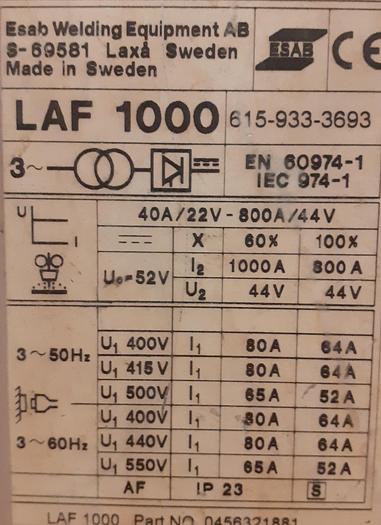 Esab Welding Equipment AB
S-69581 Laxå Sweden
Made in Sweden
ESAB
CE
LAF 1000 615-933-3693
3~
EN 60974-1
IEC 974-1
U
I
40A/22V - 800A/44V
X 60% 100%
U₀=52V
I₂ 1000A 800A
U₂ 44V 44V
3~50Hz
U₁ 400V I₁ 80A 64A
U₁ 415V I₁ 80A 64A
U₁ 500V I₁ 65A 52A
3~60Hz
U₁ 400V I₁ 80A 64A
U₁ 440V I₁ 80A 64A
U₁ 550V I₁ 65A 52A
AF IP 23 S
LAF 1000 Part NO 0456321881